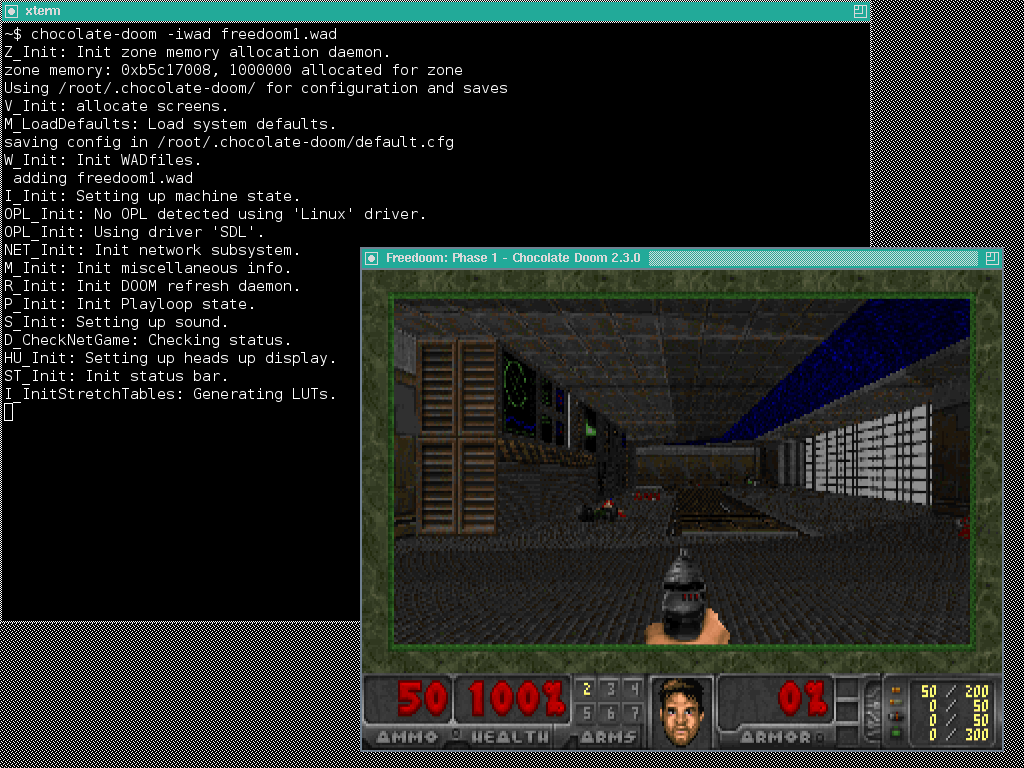 xterm
~$ chocolate-doom -iwad freedoom1.wad
Z_Init: Init zone memory allocation daemon.
zone memory: 0xb5c17008, 1000000 allocated for zone
Using /root/.chocolate-doom/ for configuration and saves
V_Init: allocate screens.
M_LoadDefaults: Load system defaults.
saving config in /root/.chocolate-doom/default.cfg
W_Init: Init WADfiles.
 adding freedoom1.wad
I_Init: Setting up machine state.
OPL_Init: No OPL detected using 'Linux' driver.
OPL_Init: Using driver 'SDL'.
NET_Init: Init network subsystem.
M_Init: Init miscellaneous info.
R_Init: Init DOOM refresh daemon.
P_Init: Init Playloop state.
S_Init: Setting up sound.
D_CheckNetGame: Checking status.
HU_Init: Setting up heads up display.
ST_Init: Init status bar.
I_InitStretchTables: Generating LUTs.
Freedoom: Phase 1 - Chocolate Doom 2.3.0
50 100% 2 3 4 0%
5 6 7
AMMO HEALTH ARMS ARMOR
50 / 200
0 / 50
0 / 50
0 / 300